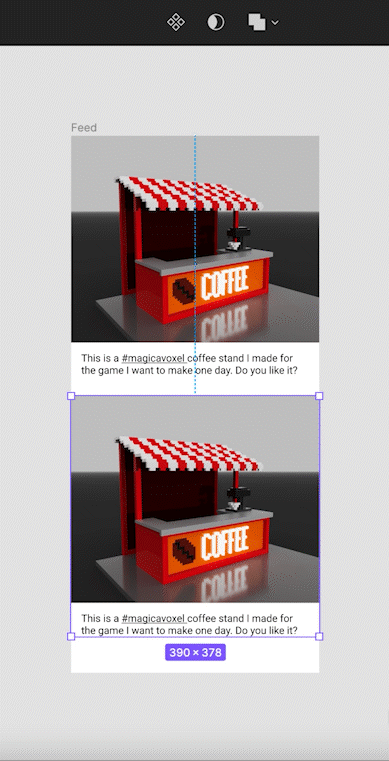 Feed
COFFEE
This is a #magicavoxel coffee stand I made for
the game I want to make one day. Do you like it?
COFFEE
This is a #magicavoxel coffee stand I made for
the game I want to make one day. Do you like it?
390 × 378